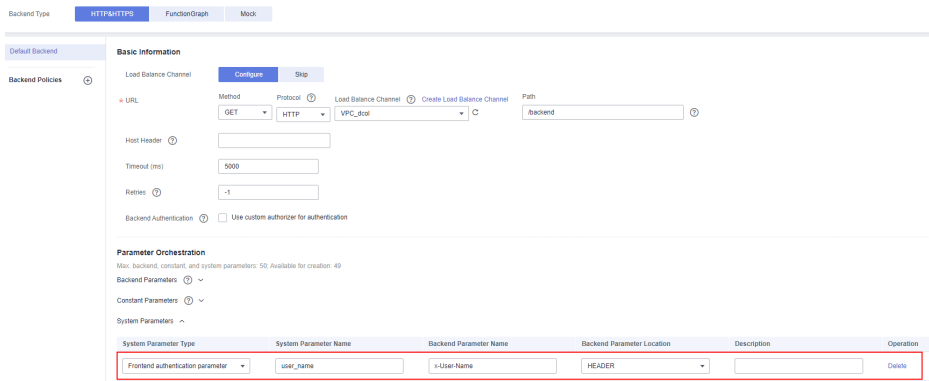 Backend Type HTTP&HTTPS FunctionGraph Mock
Default Backend
Backend Policies
Basic Information
Load Balance Channel Configure Skip
* URL
Method Protocol ? Load Balance Channel ? Create Load Balance Channel Path
GET HTTP VPC_dcol /backend ?
Host Header ?
Timeout (ms) 5000
Retries ? -1
Backend Authentication ? Use custom authorizer for authentication
Parameter Orchestration
Max. backend, constant, and system parameters: 50; Available for creation: 49
Backend Parameters ?
Constant Parameters ?
System Parameters
System Parameter Type System Parameter Name Backend Parameter Name Backend Parameter Location Description Operation
Frontend authentication parameter user_name x-User-Name HEADER Delete